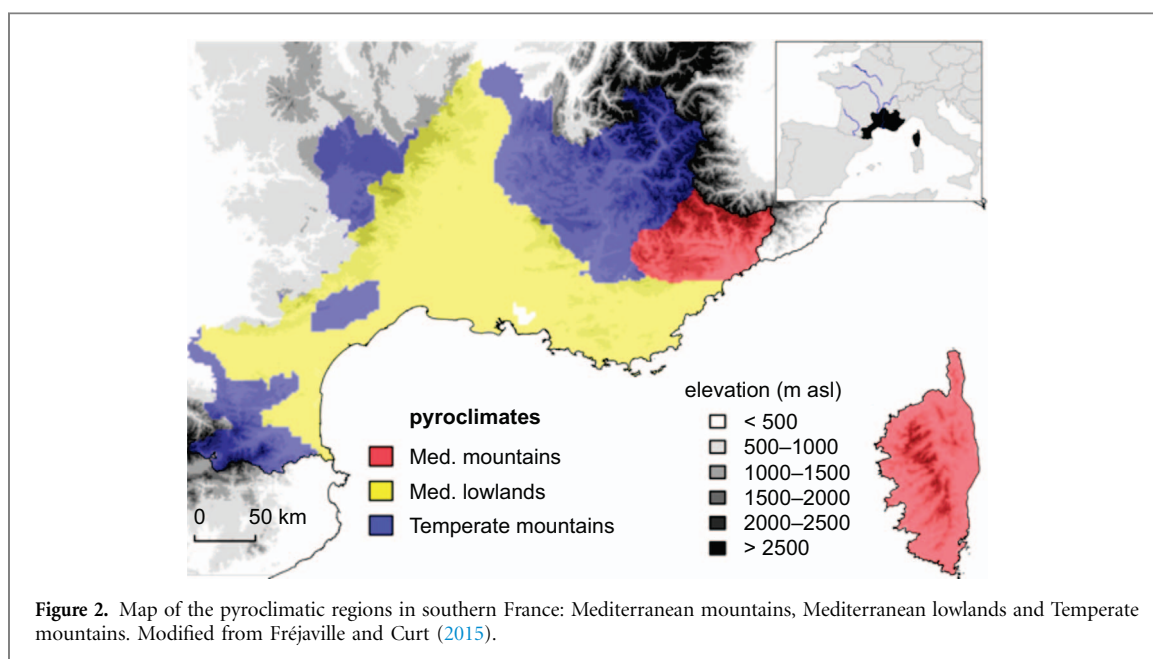 pyroclimates
Med. mountains
Med. lowlands
Temperate mountains
0 50 km
elevation (m asl)
< 500
500–1000
1000–1500
1500–2000
2000–2500
> 2500
Figure 2. Map of the pyroclimatic regions in southern France: Mediterranean mountains, Mediterranean lowlands and Temperate
mountains. Modified from Fréjaville and Curt (2015).